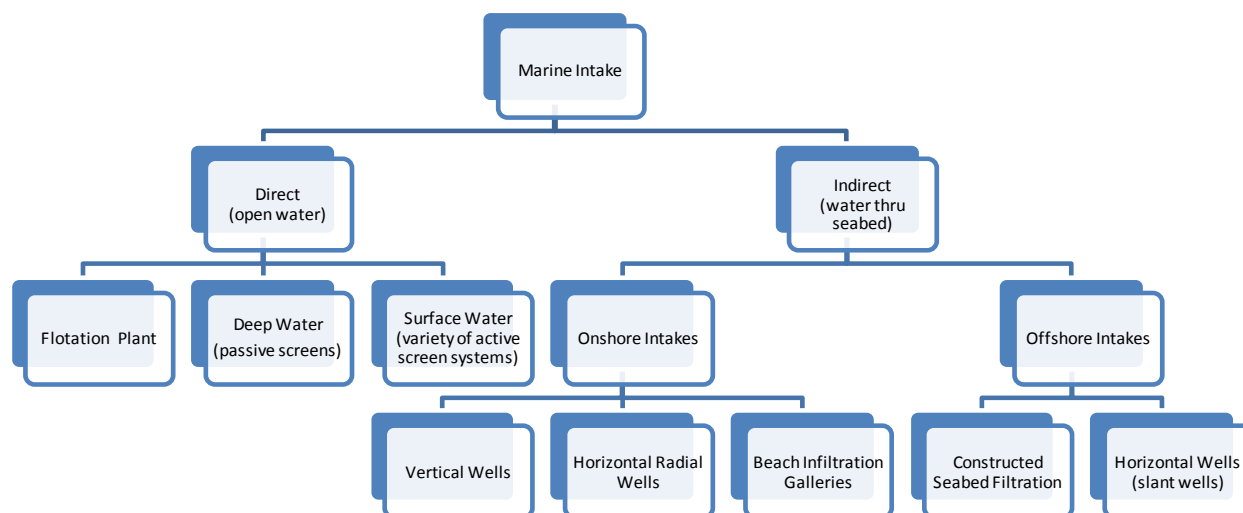 Marine Intake
Direct
(open water)
Indirect
(water thru
seabed)
Flotation Plant
Deep Water
(passive screens)
Surface Water
(variety of active
screen systems)
Onshore Intakes
Offshore Intakes
Vertical Wells
Horizontal Radial
Wells
Beach Infiltration
Galleries
Constructed
Seabed Filtration
Horizontal Wells
(slant wells)